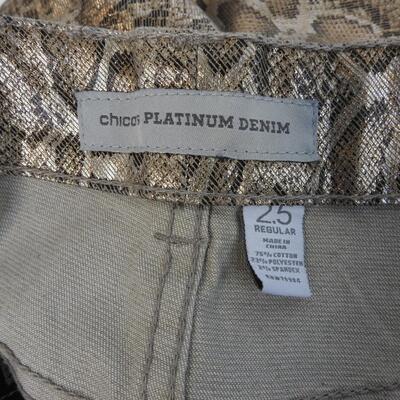 chico's PLATINUM DENIM
2.5
REGULAR
MADE IN
CHINA
75% COTTON
23% POLYESTER
2% SPANDEX